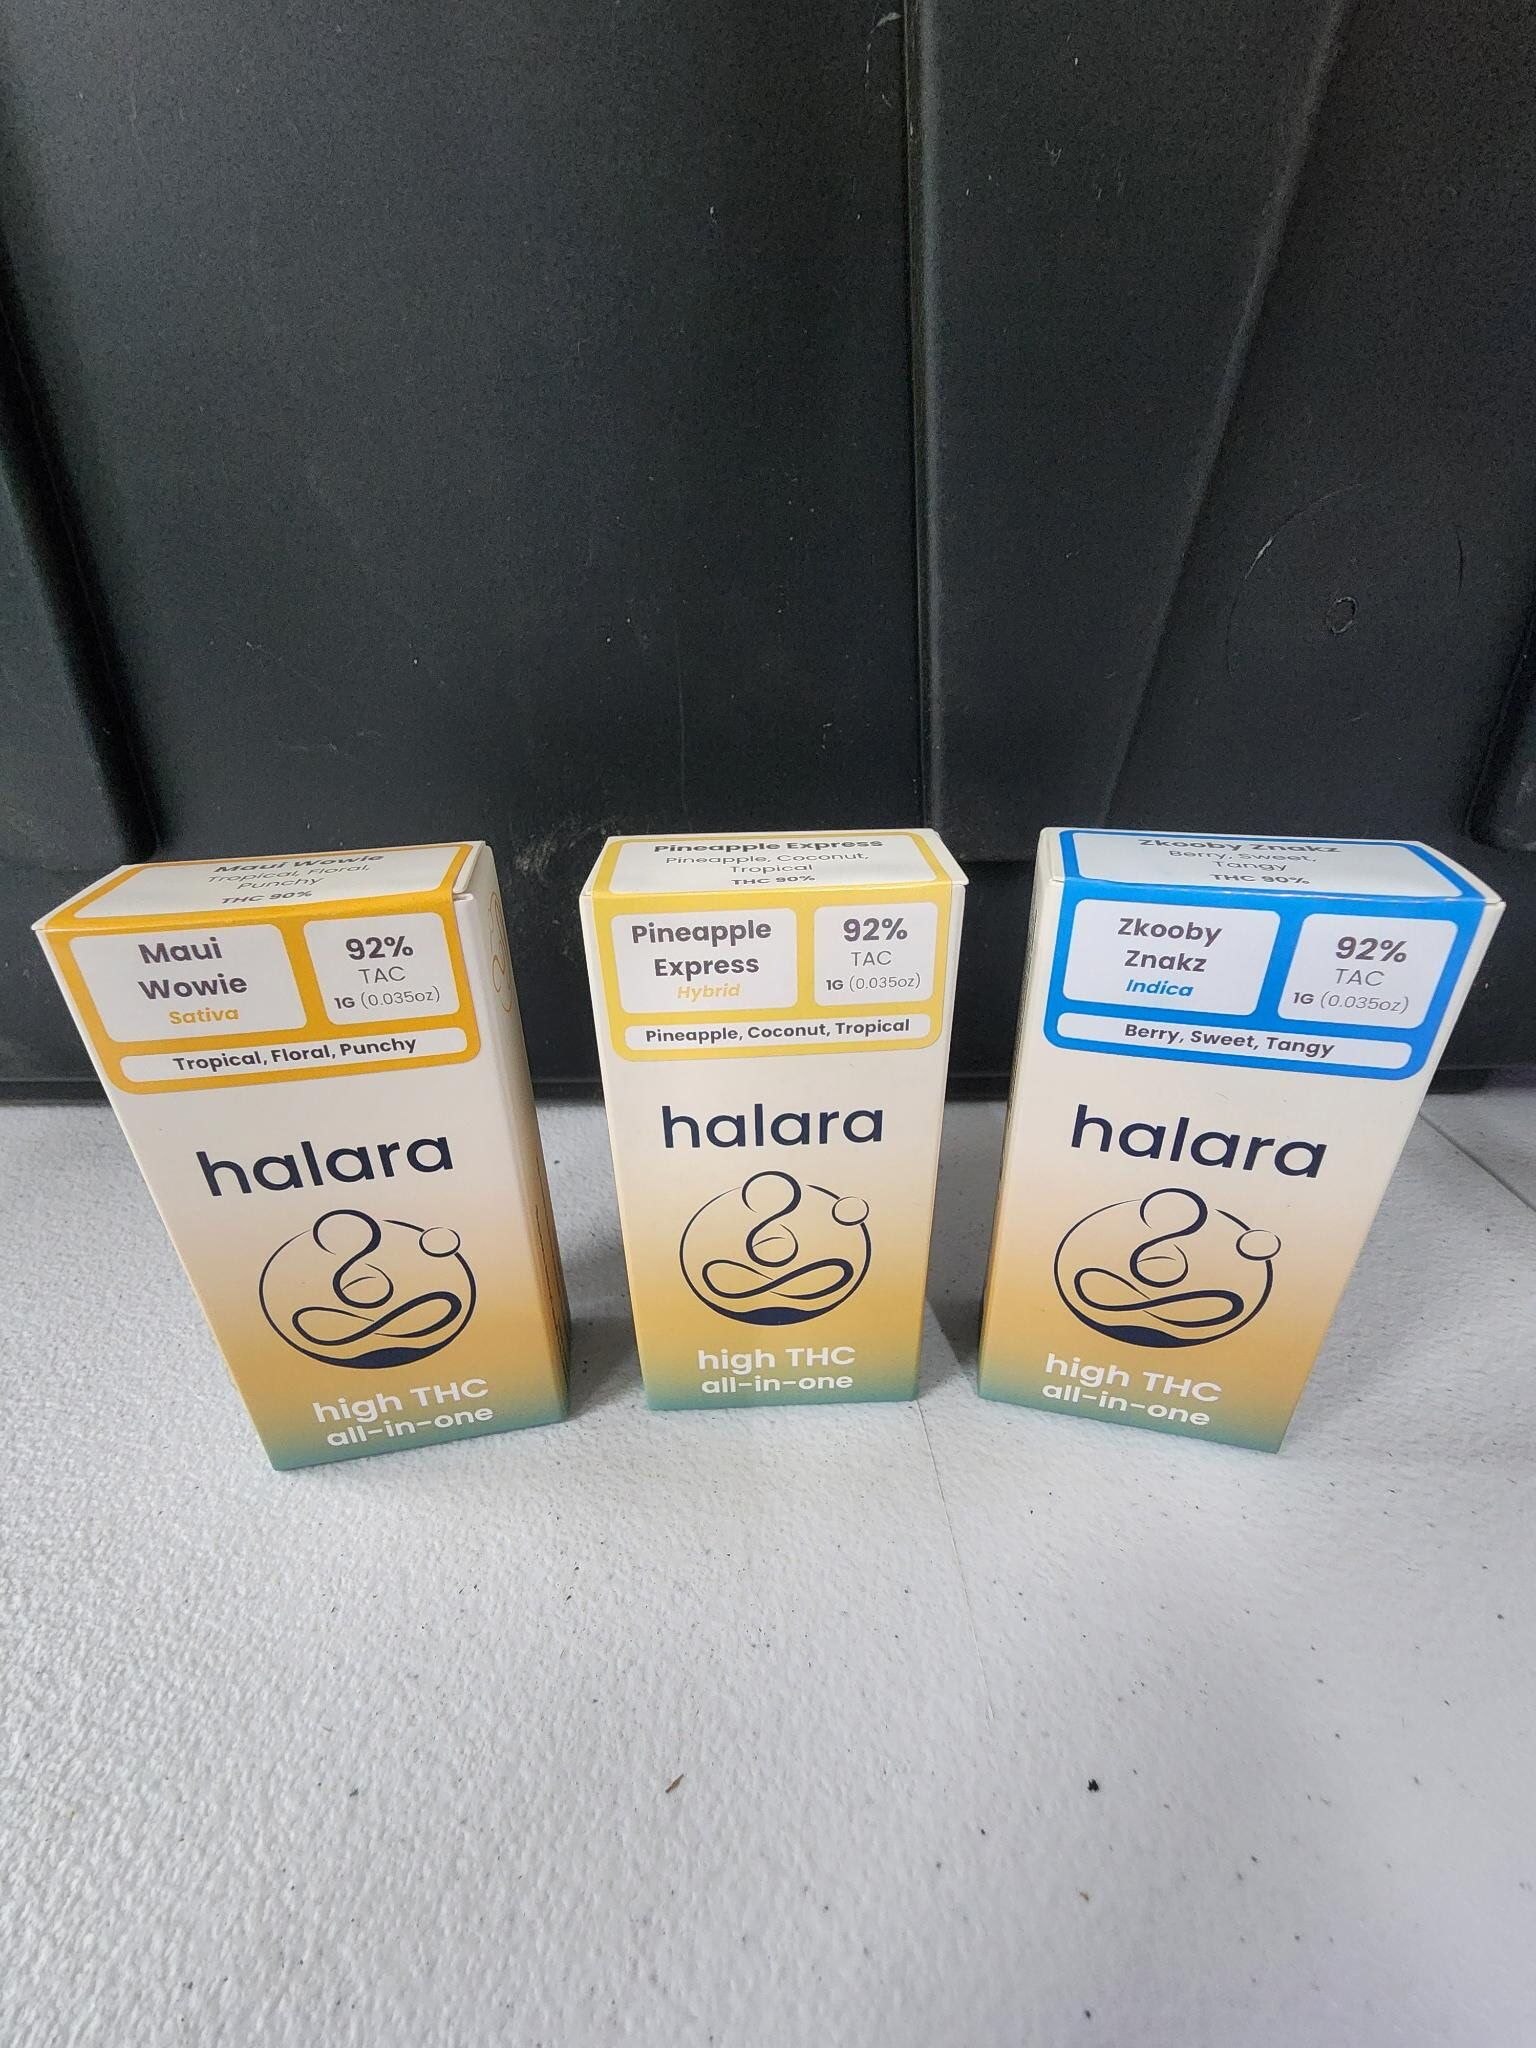 Maui Wowie
Tropical, Floral,
Punchy
THC 90%
Maui
Wowie
Sativa
92%
TAC
1G (0.035oz)
Tropical, Floral, Punchy
halara
high THC
all-in-one
Pineapple Express
Pineapple, Coconut,
Tropical
THC 90%
Pineapple
Express
Hybrid
92%
TAC
1G (0.035oz)
Pineapple, Coconut, Tropical
halara
high THC
all-in-one
Zkooby Znakz
Berry, Sweet,
Tangy
THC 90%
Zkooby
Znakz
Indica
92%
TAC
1G (0.035oz)
Berry, Sweet, Tangy
halara
high THC
all-in-one